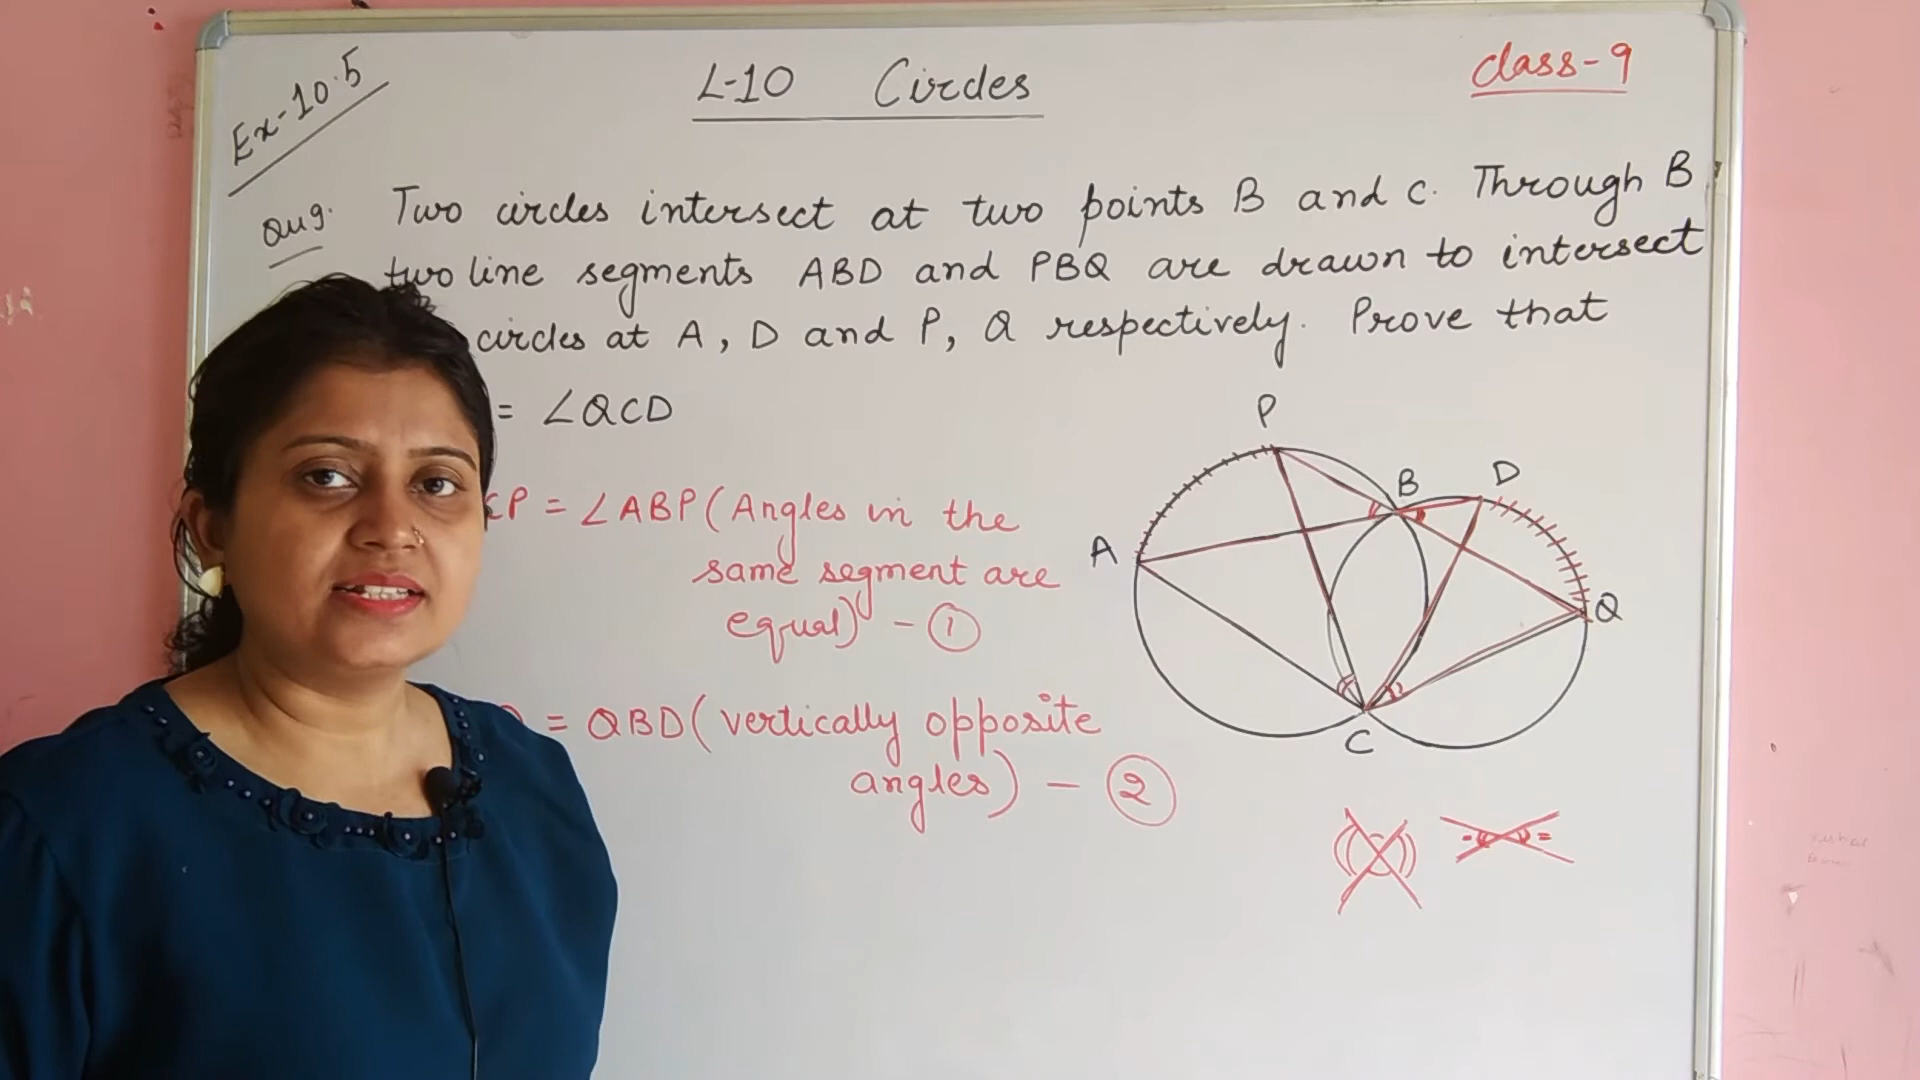 Ex-10.5
L-10 Circles
class-9
Qu9. Two circles intersect at two points B and C. Through B
two line segments ABD and PBQ are drawn to intersect
circles at A, D and P, Q respectively. Prove that
= ∠QCD
CP = ∠ABP (Angles in the
same segment are
equal) - ①
= QBD (vertically opposite
angles) - ②
P
B
D
A
Q
C